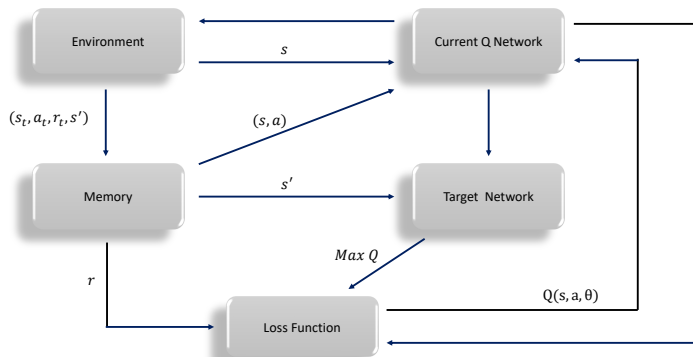 Environment
Current Q Network
s
(s_t, a_t, r_t, s′)
(s, a)
Memory
s′
Target Network
Max Q
r
Q(s, a, θ)
Loss Function